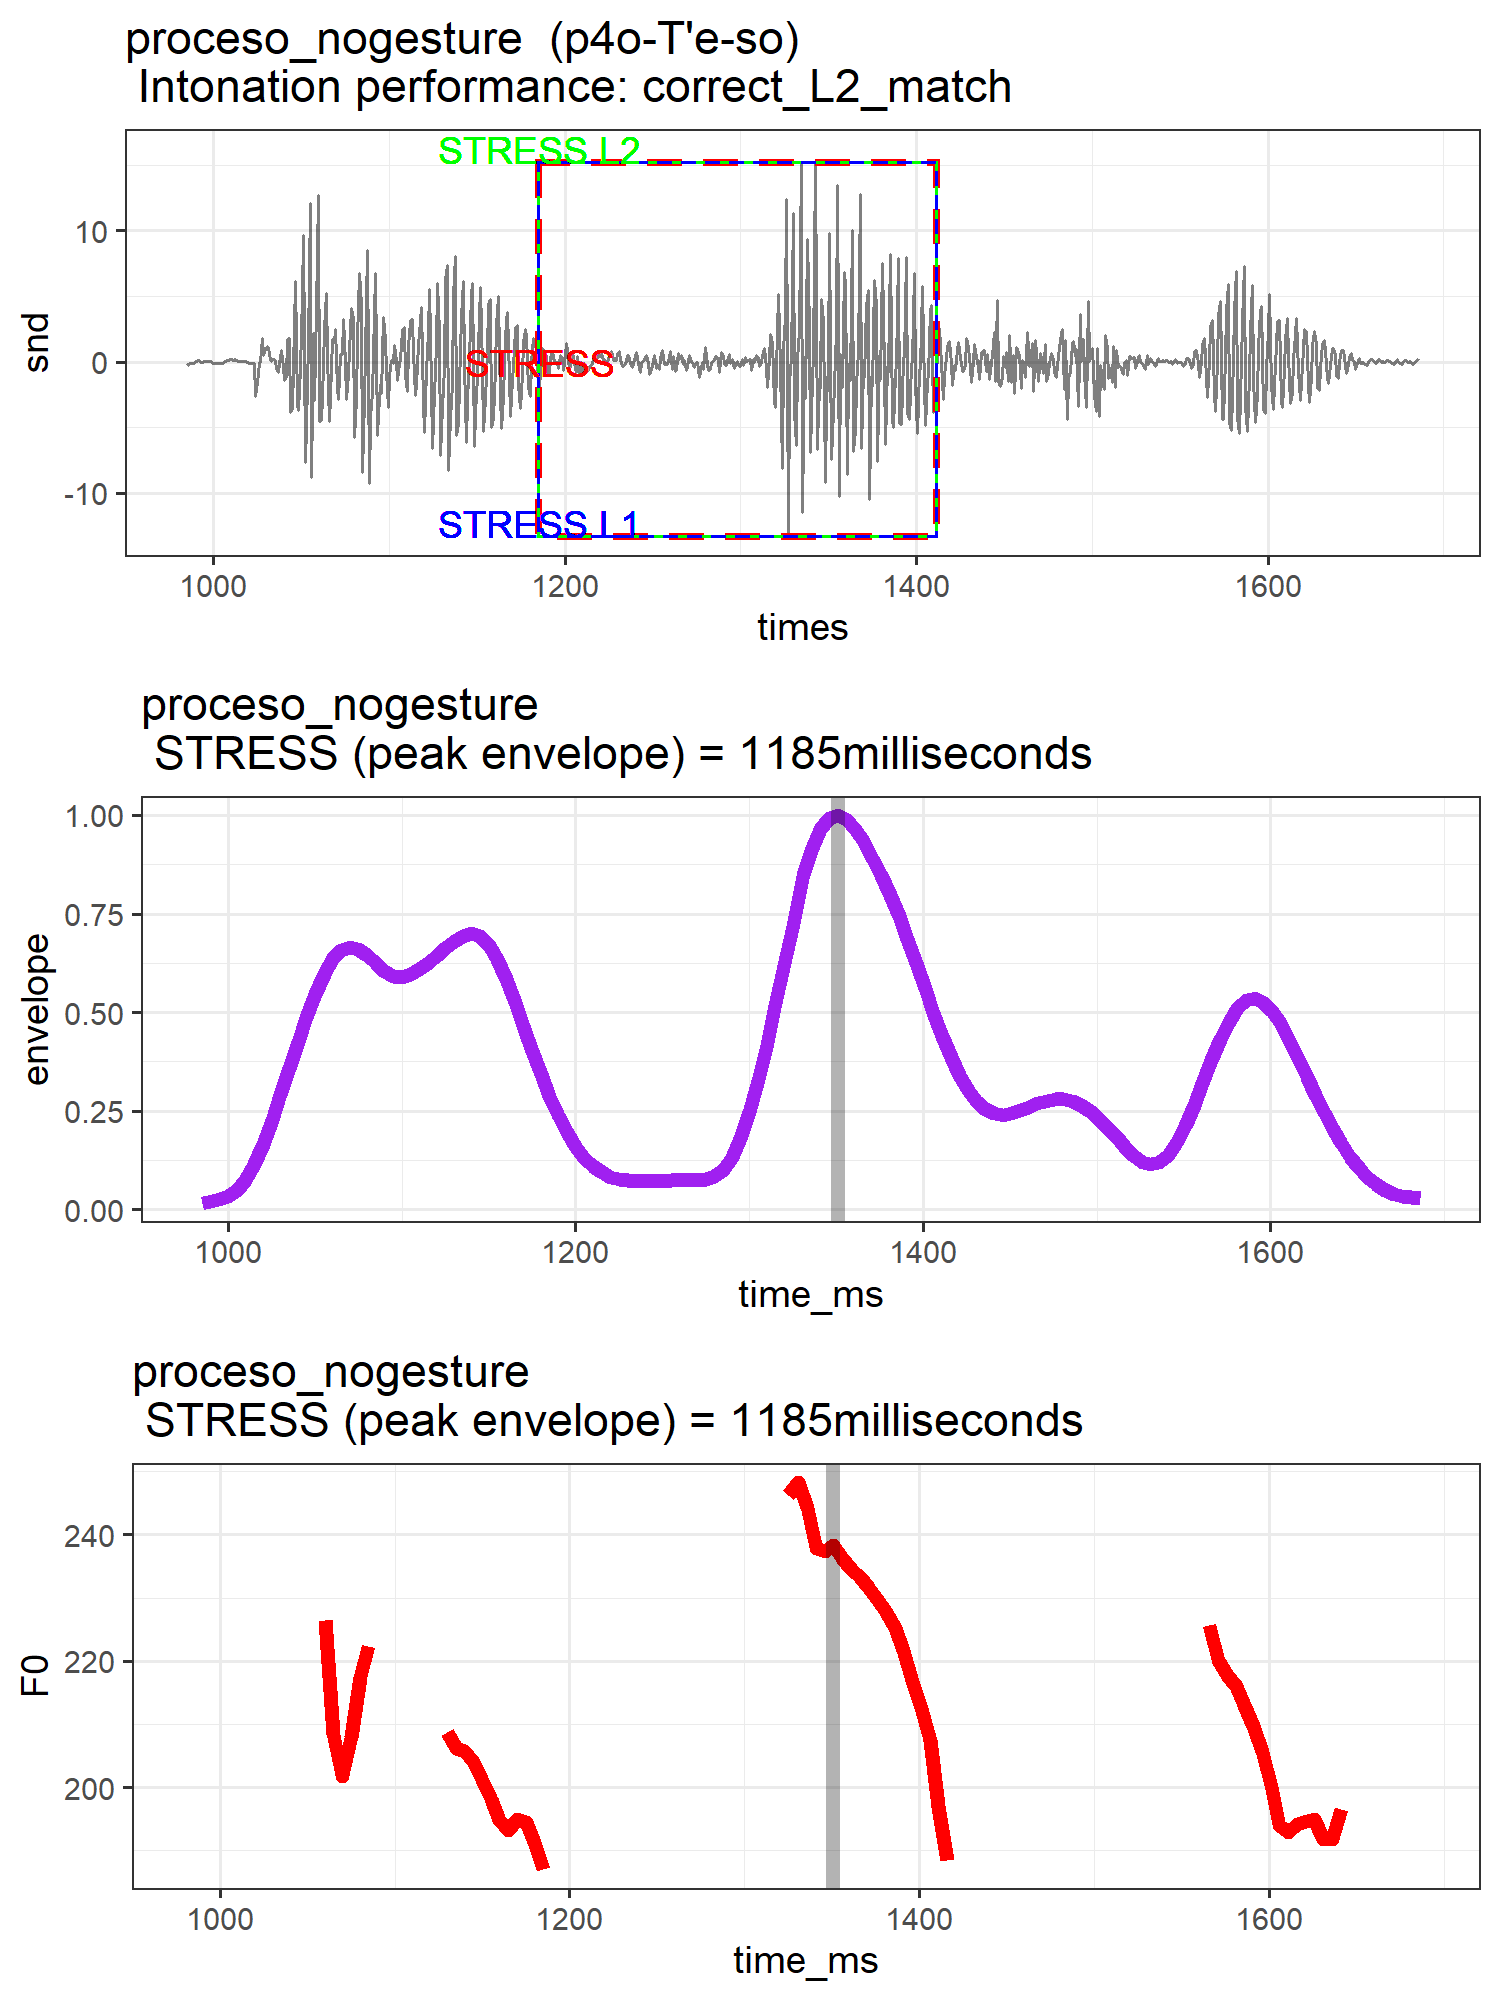 proceso_nogesture  (p4o-T'e-so)
Intonation performance: correct_L2_match
STRESS L2
STRESS
STRESS L1
snd
10
0
-10
1000
1200
1400
1600
times
proceso_nogesture
STRESS (peak envelope) = 1185milliseconds
envelope
1.00
0.75
0.50
0.25
0.00
1000
1200
1400
1600
time_ms
proceso_nogesture
STRESS (peak envelope) = 1185milliseconds
F0
240
220
200
1000
1200
1400
1600
time_ms